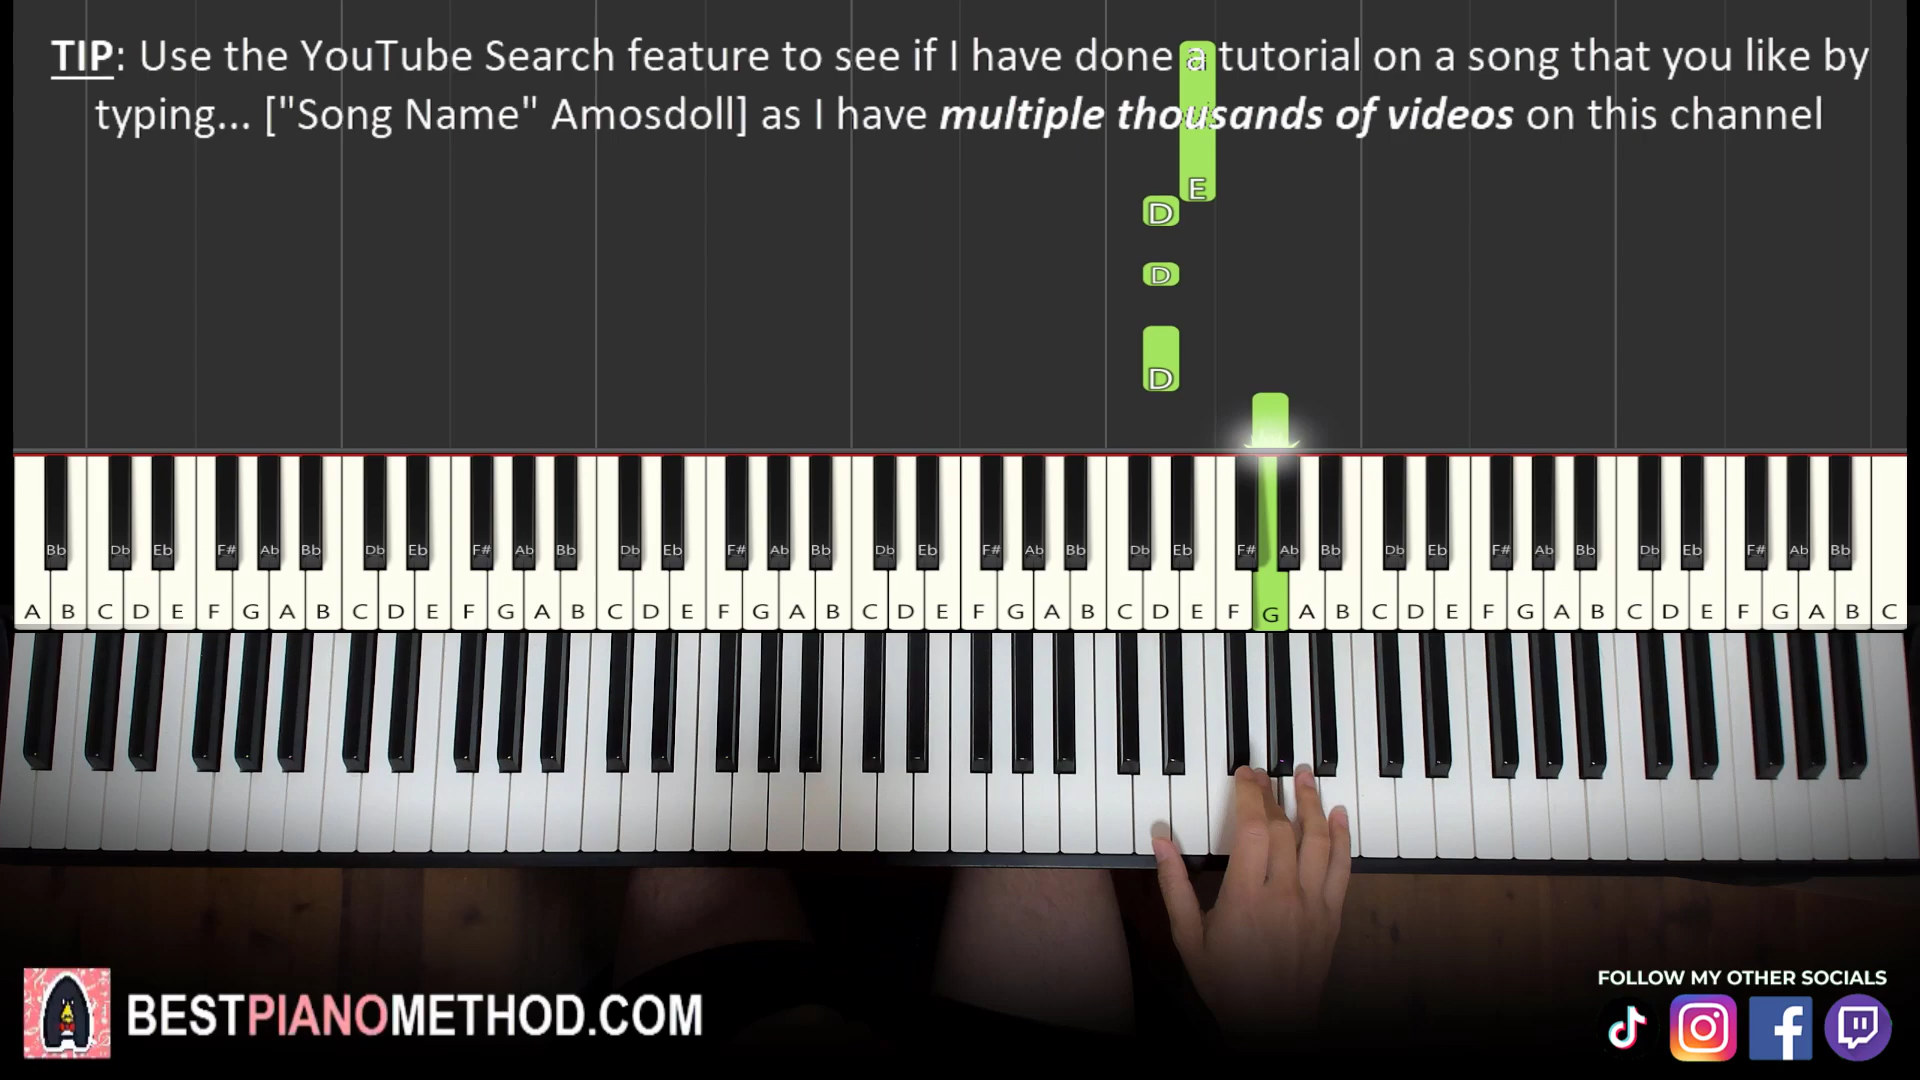 TIP: Use the YouTube Search feature to see if I have done a tutorial on a song that you like by
typing... ["Song Name" Amosdoll] as I have multiple thousands of videos on this channel
E
D
D
D
Bb Db Eb F# Ab Bb Db Eb F# Ab Bb Db Eb F# Ab Bb Db Eb F# Ab Bb Db Eb F# Ab Bb Db Eb F# Ab Bb Db Eb F# Ab Bb
A B C D E F G A B C D E F G A B C D E F G A B C D E F G A B C D E F G A B C D E F G A B C D E F G A B C
FOLLOW MY OTHER SOCIALS
BESTPIANOMETHOD.COM